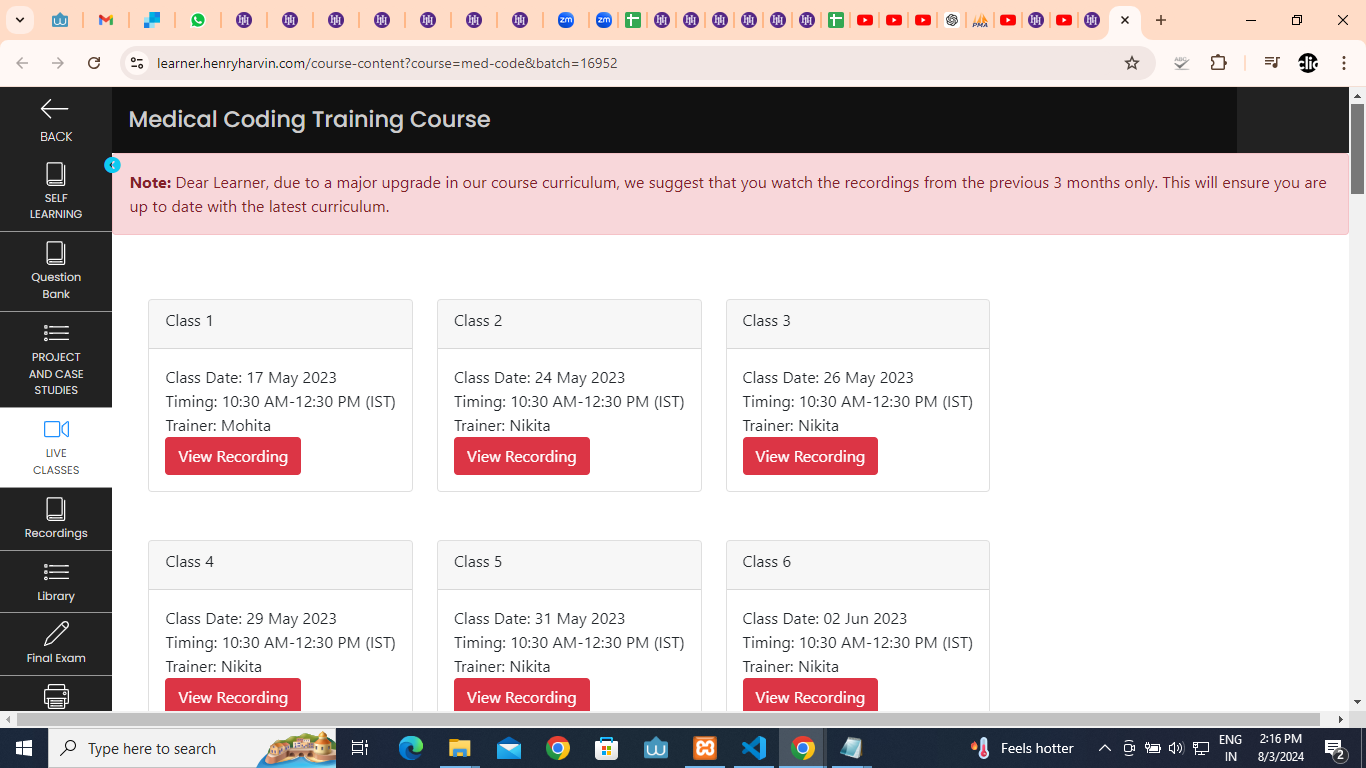 learner.henryharvin.com/course-content?course=med-code&batch=16952
BACK
SELF
LEARNING
Question
Bank
PROJECT
AND CASE
STUDIES
LIVE
CLASSES
Recordings
Library
Final Exam
Medical Coding Training Course
Note: Dear Learner, due to a major upgrade in our course curriculum, we suggest that you watch the recordings from the previous 3 months only. This will ensure you are
up to date with the latest curriculum.
Class 1
Class Date: 17 May 2023
Timing: 10:30 AM-12:30 PM (IST)
Trainer: Mohita
View Recording
Class 2
Class Date: 24 May 2023
Timing: 10:30 AM-12:30 PM (IST)
Trainer: Nikita
View Recording
Class 3
Class Date: 26 May 2023
Timing: 10:30 AM-12:30 PM (IST)
Trainer: Nikita
View Recording
Class 4
Class Date: 29 May 2023
Timing: 10:30 AM-12:30 PM (IST)
Trainer: Nikita
View Recording
Class 5
Class Date: 31 May 2023
Timing: 10:30 AM-12:30 PM (IST)
Trainer: Nikita
View Recording
Class 6
Class Date: 02 Jun 2023
Timing: 10:30 AM-12:30 PM (IST)
Trainer: Nikita
View Recording
Type here to search
Feels hotter
ENG
IN
2:16 PM
8/3/2024
2